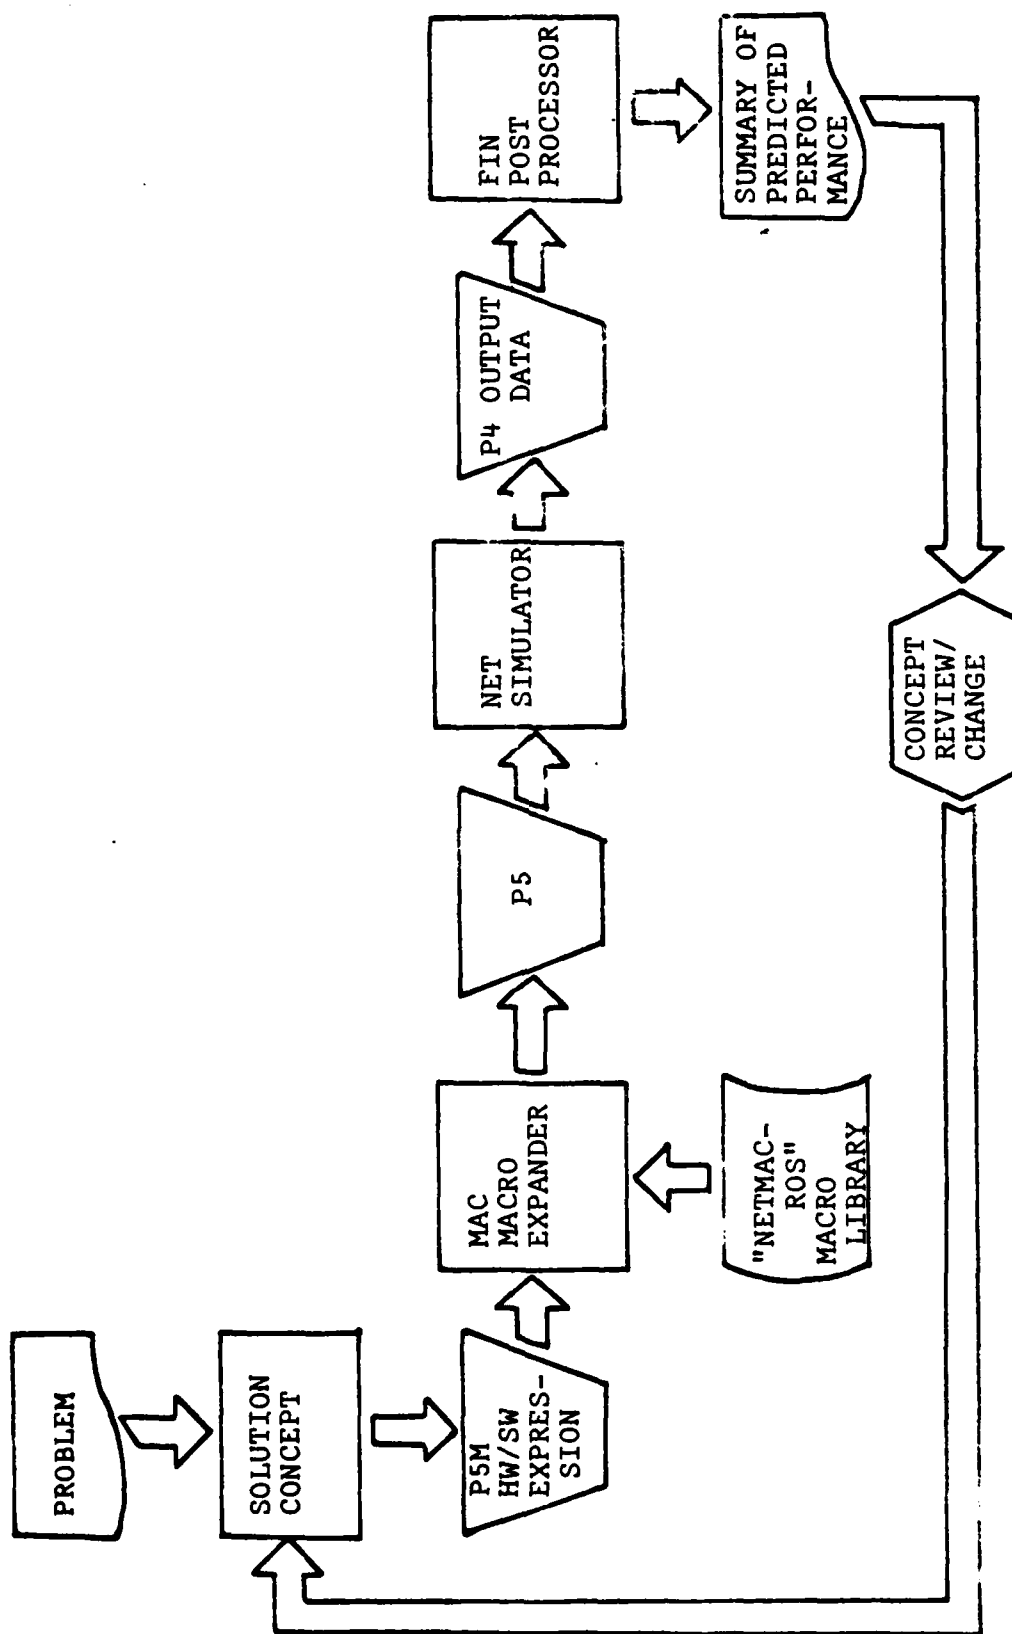 PROBLEM
SOLUTION
CONCEPT
P5M
HW/SW
EXPRES-
SION
MAC
MACRO
EXPANDER
"NETMAC-
ROS"
MACRO
LIBRARY
P5
NET
SIMULATOR
P4 OUTPUT
DATA
FIN
POST
PROCESSOR
SUMMARY OF
PREDICTED
PERFOR-
MANCE
CONCEPT
REVIEW/
CHANGE